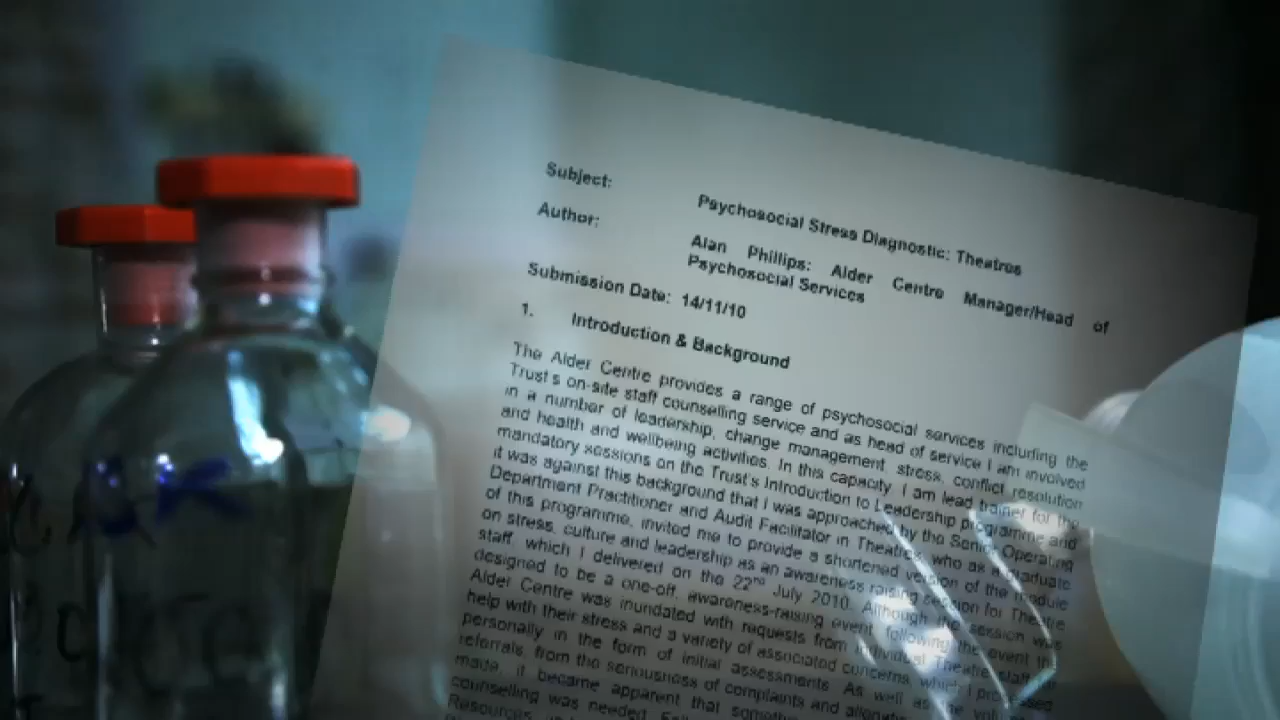 Subject: Psychosocial Stress Diagnostic: Theatres
Author: Alan Phillips: Alder Centre Manager/Head of
Psychosocial Services
Submission Date: 14/11/10
1. Introduction & Background
The Alder Centre provides a range of psychosocial services including the
Trust's on-site staff counselling service and as head of service I am involved
in a number of leadership, change management, stress, conflict resolution
and health and wellbeing activities. In this capacity, I am lead trainer for the
mandatory sessions on the Trust's Introduction to Leadership programme and
it was against this background that I was approached by the Senior Operating
Department Practitioner and Audit Facilitator in Theatres, who as a graduate
of this programme, invited me to provide a shortened version of the module
on stress, culture and leadership as an awareness raising session for Theatre
staff, which I delivered on the 22nd July 2010. Although the session was
designed to be a one-off, awareness-raising event, following the event the
Alder Centre was inundated with requests from individual Theatre staff for
help with their stress and a variety of associated concerns, which I processed
personally in the form of initial assessments. As well as the
referrals, from the seriousness of complaints and
made, it became apparent that
counselling was needed.